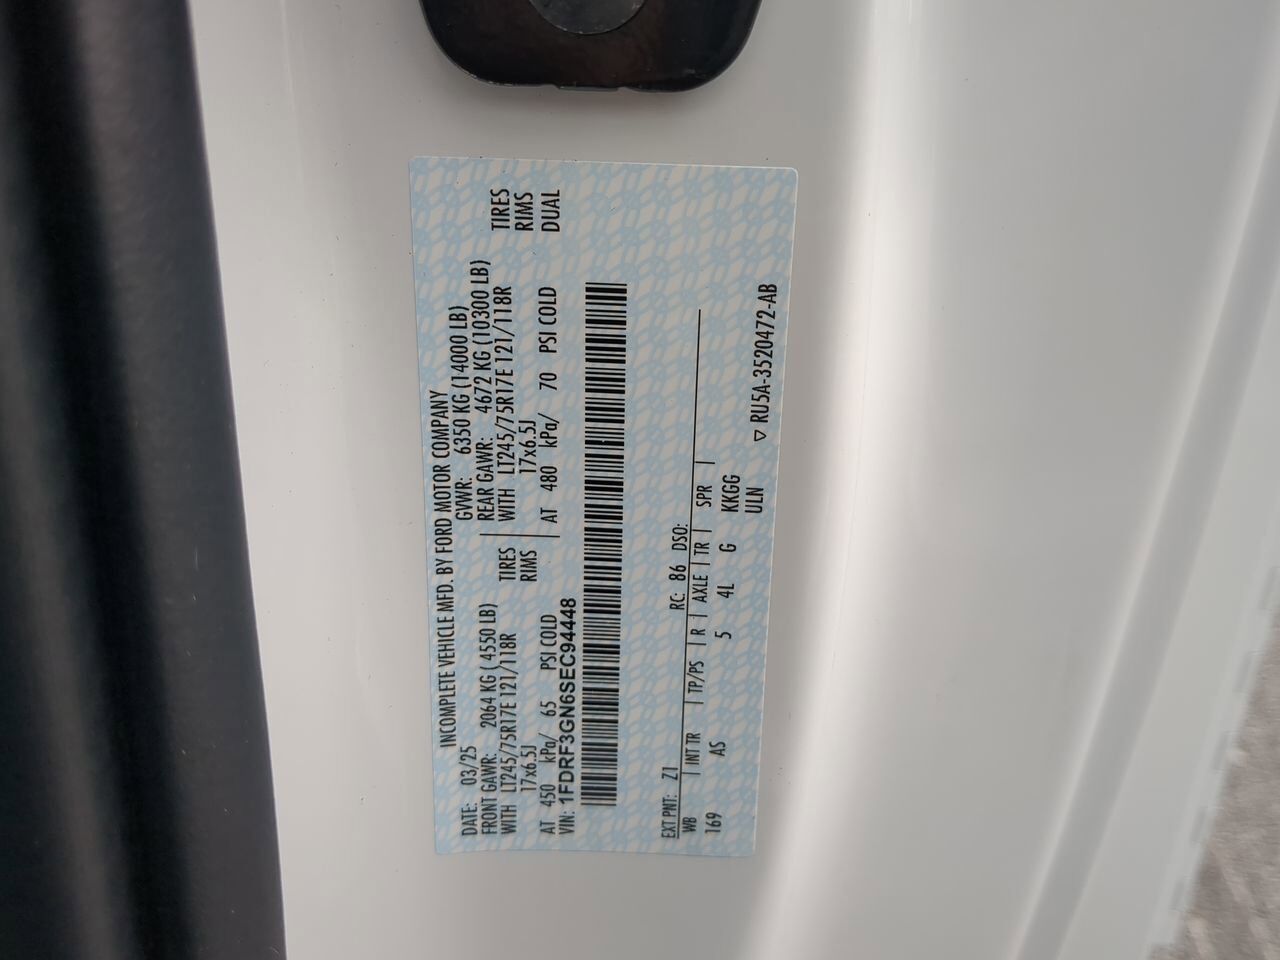 INCOMPLETE VEHICLE MFD. BY FORD MOTOR COMPANY
DATE: 03/25 GVWR: 6350 KG (14000 LB)
FRONT GAWR: 2064 KG ( 4550 LB) REAR GAWR: 4672 KG (10300 LB)
WITH LT245/75R17E 121/118R TIRES WITH LT245/75R17E 121/118R TIRES
17x6.5J RIMS 17x6.5J RIMS
AT 450 kPa/ 65 PSI COLD AT 480 kPa/ 70 PSI COLD DUAL
VIN: 1FDRF3GN6SEC94448
EXT PNT: Z1 RC: 86 DSO:
WB INT TR TP/PS R AXLE TR SPR
169 AS 5 4L G KKGG
ULN
▽ RU5A-3520472-AB